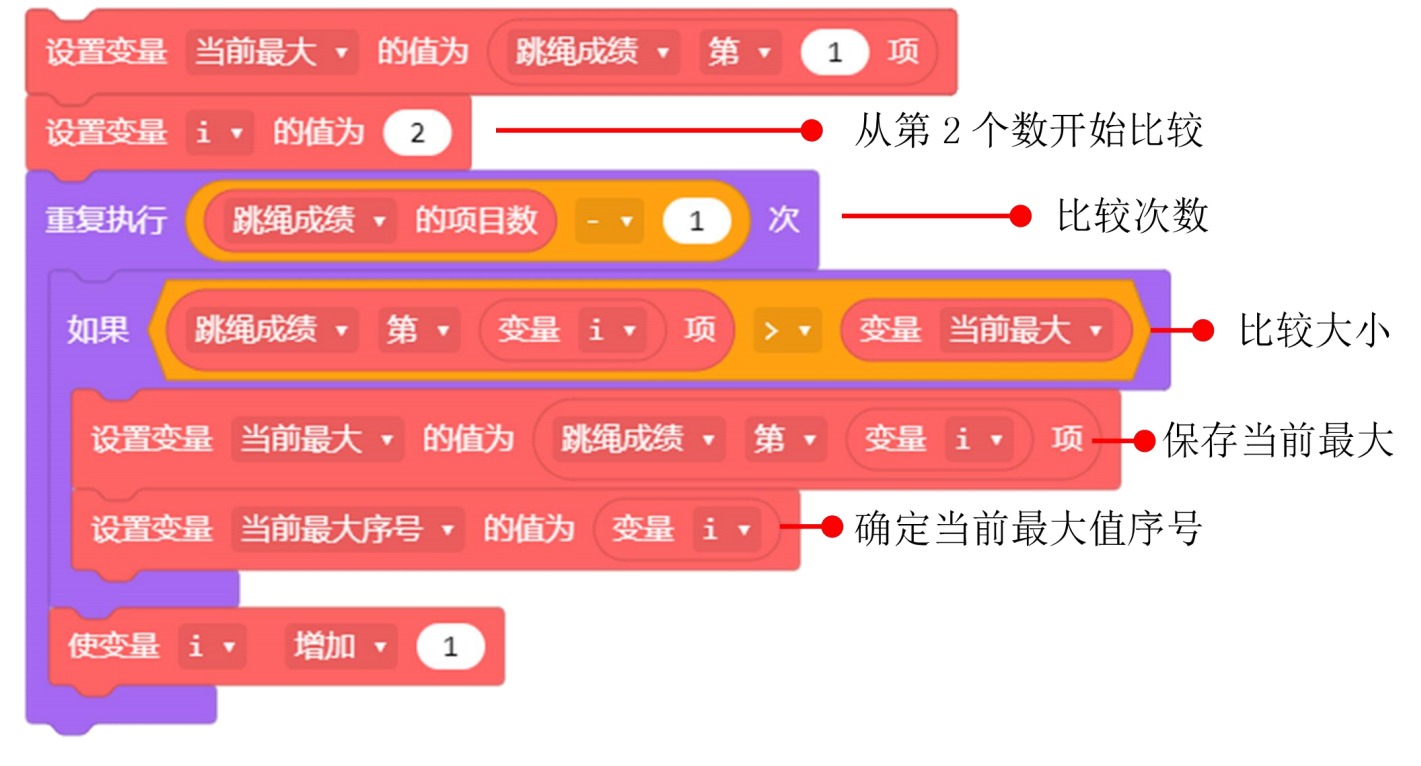 设置变量 当前最大 的值为 跳绳成绩 第 1 项
设置变量 i 的值为 2 从第2个数开始比较
重复执行 跳绳成绩 的项目数 - 1 次 比较次数
如果 跳绳成绩 第 变量 i 项 > 变量 当前最大 比较大小
设置变量 当前最大 的值为 跳绳成绩 第 变量 i 项 保存当前最大
设置变量 当前最大序号 的值为 变量 i 确定当前最大值序号
使变量 i 增加 1